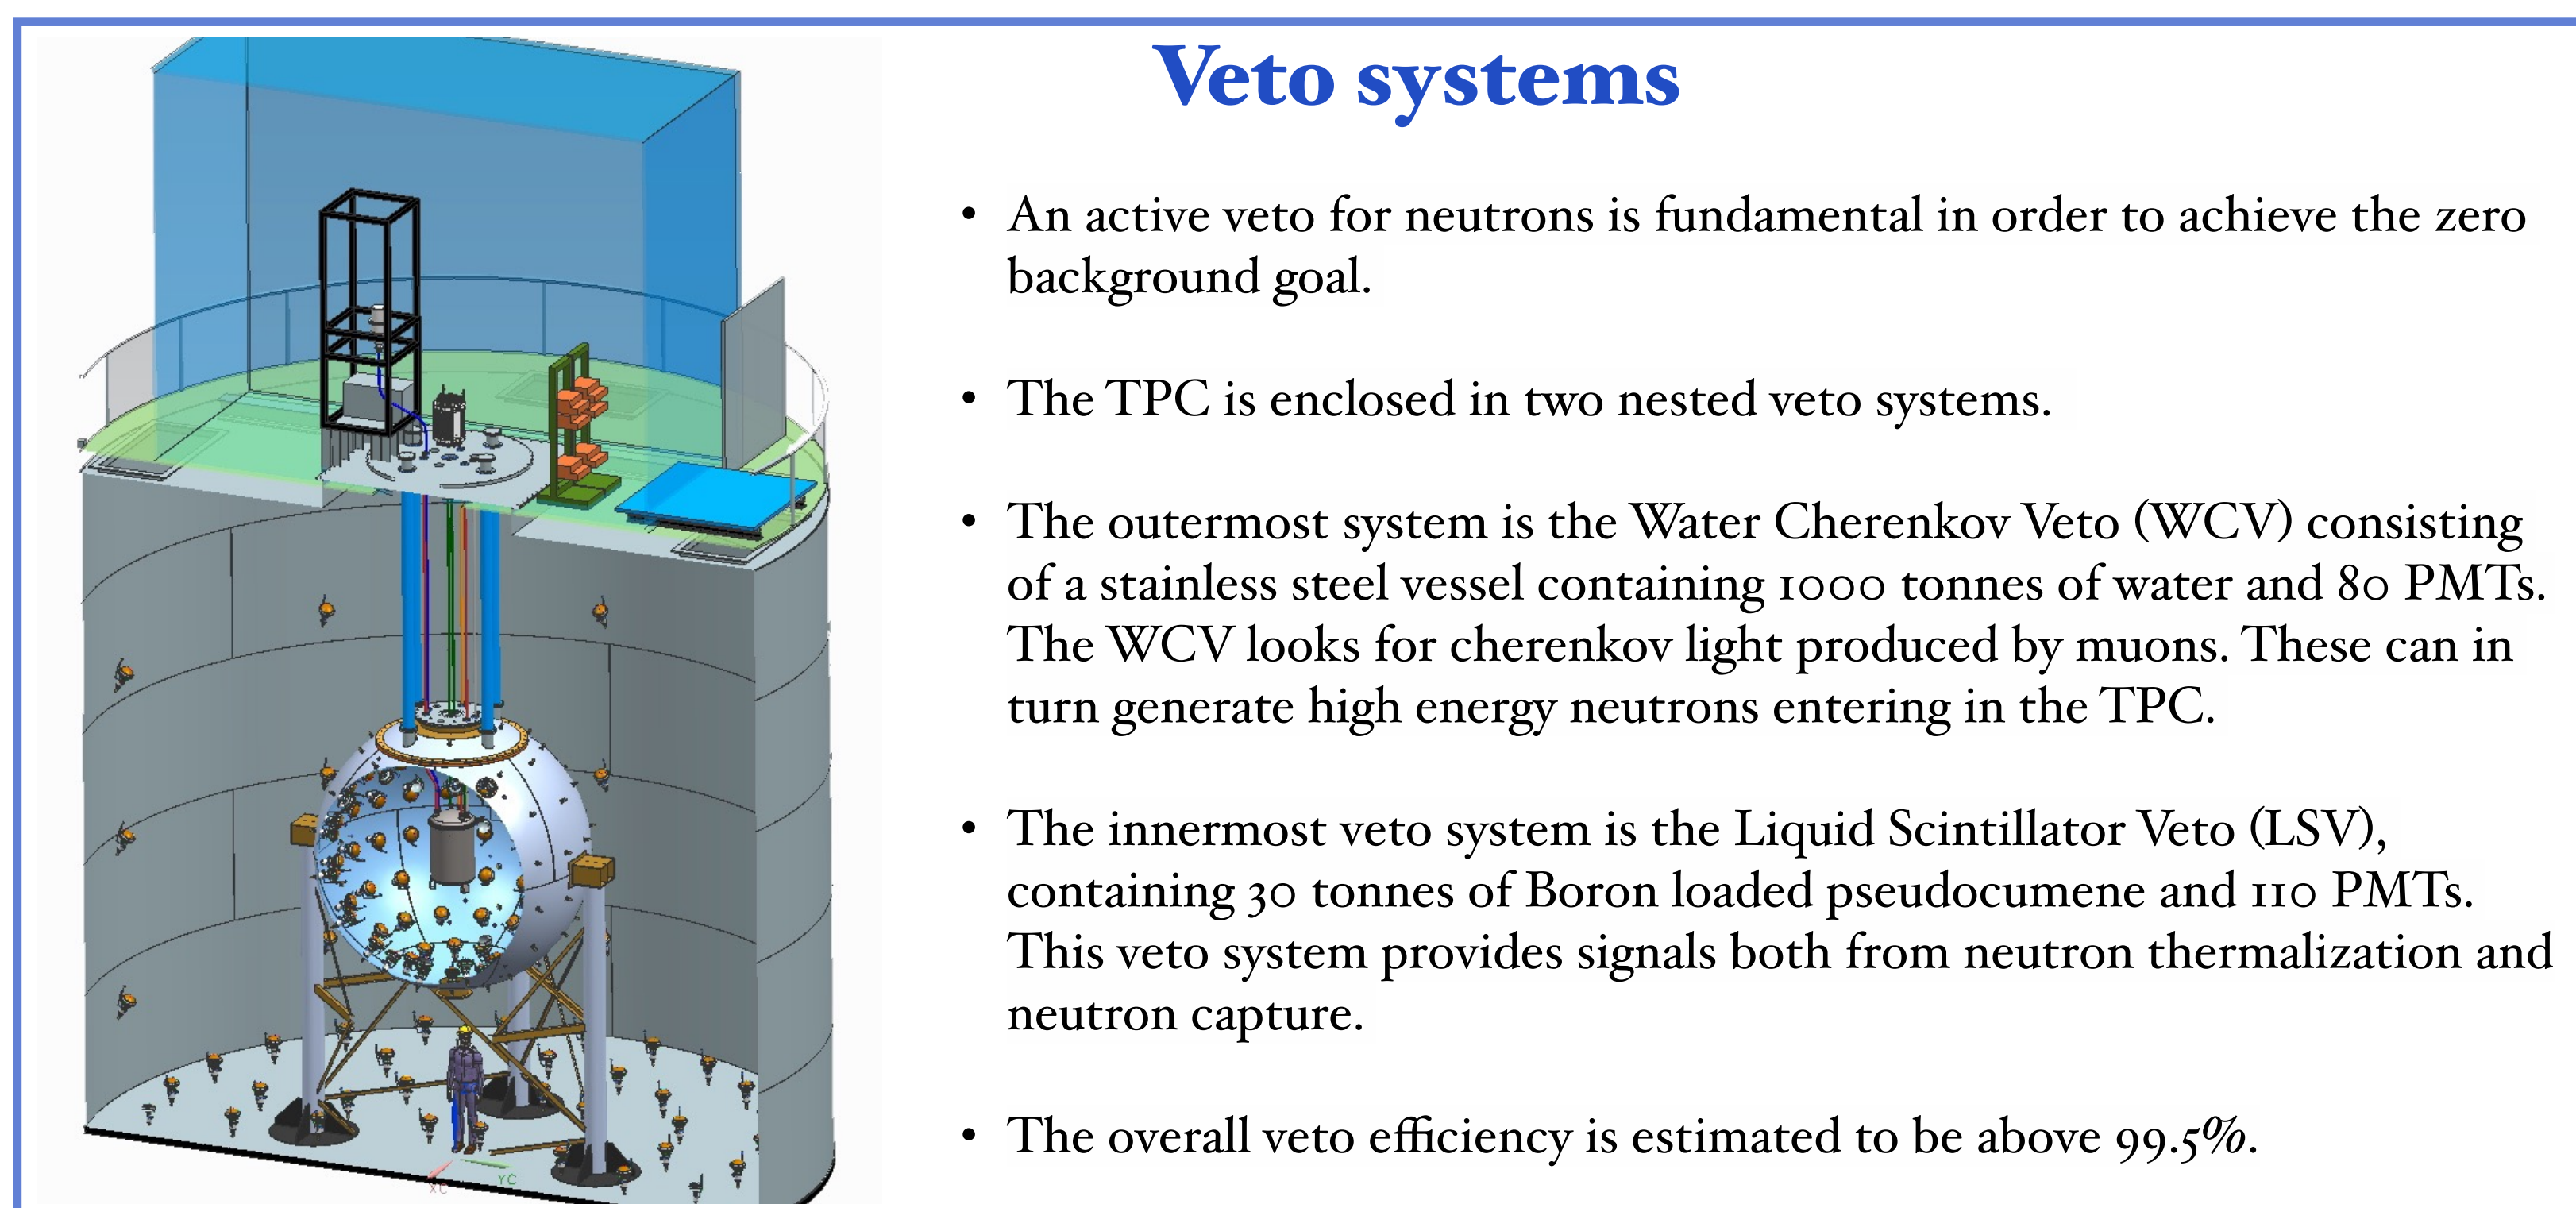 Veto systems
• An active veto for neutrons is fundamental in order to achieve the zero
background goal.
• The TPC is enclosed in two nested veto systems.
• The outermost system is the Water Cherenkov Veto (WCV) consisting
of a stainless steel vessel containing 1000 tonnes of water and 80 PMTs.
The WCV looks for cherenkov light produced by muons. These can in
turn generate high energy neutrons entering in the TPC.
• The innermost veto system is the Liquid Scintillator Veto (LSV),
containing 30 tonnes of Boron loaded pseudocumene and 110 PMTs.
This veto system provides signals both from neutron thermalization and
neutron capture.
• The overall veto efficiency is estimated to be above 99.5%.
XC
YC